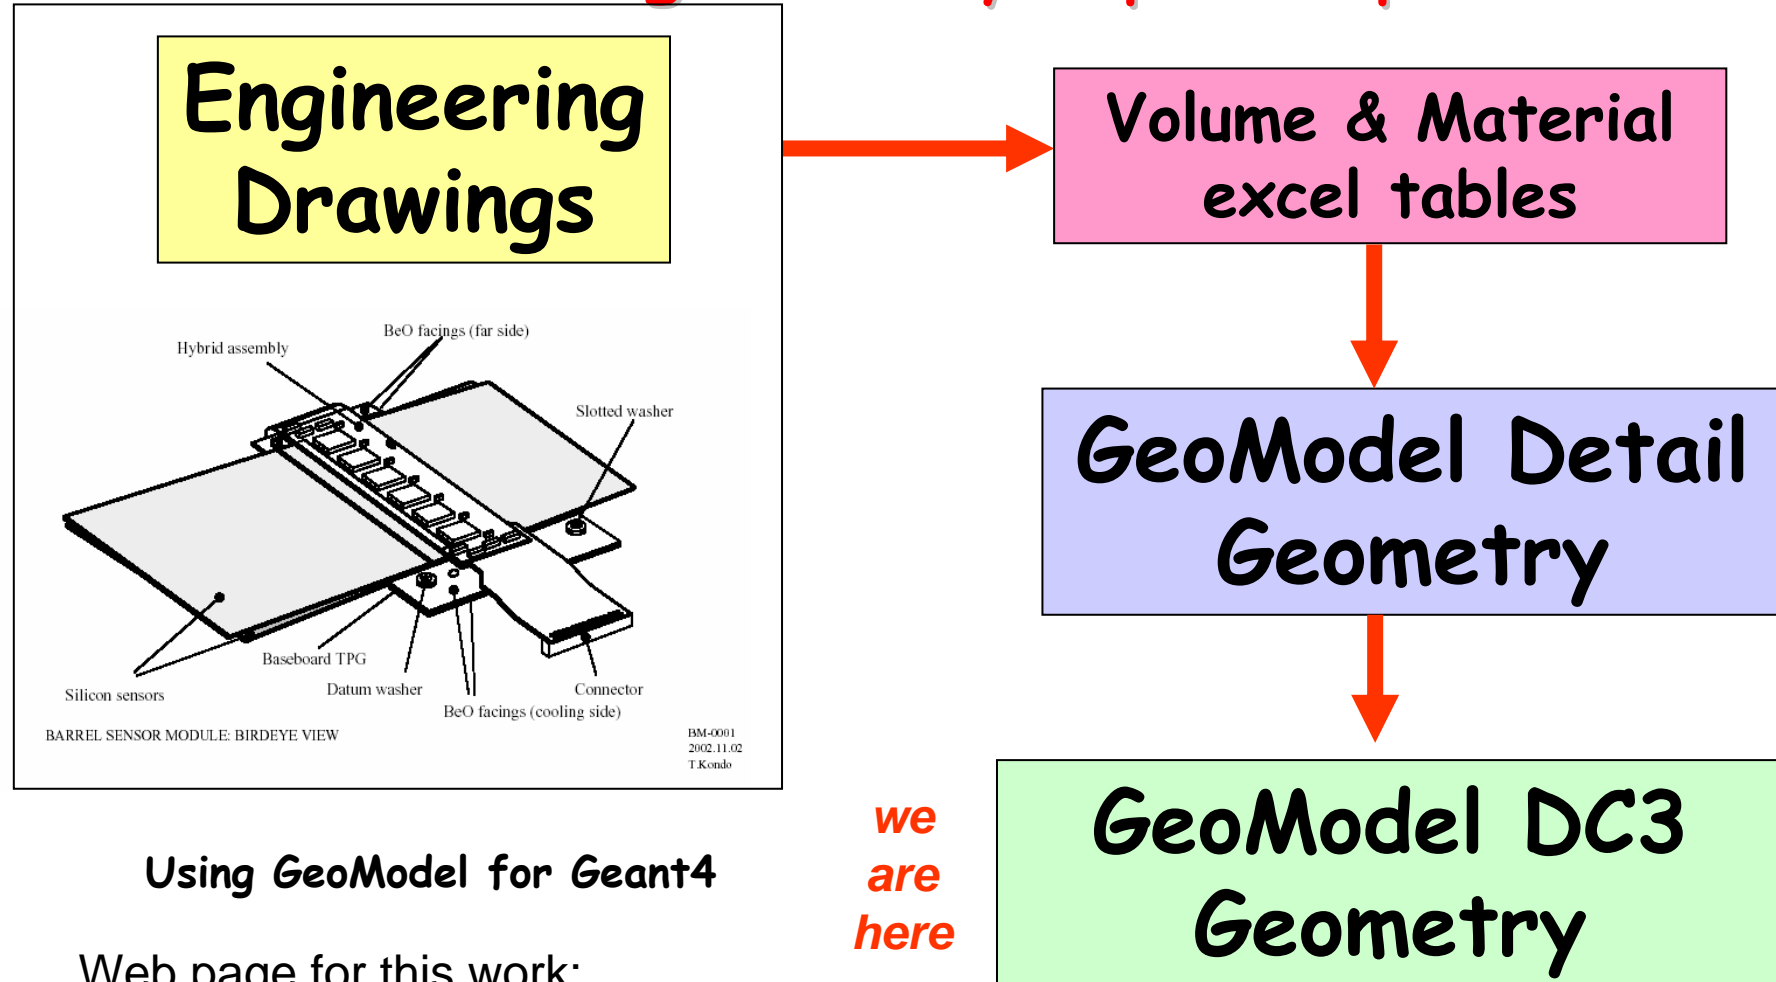 Engineering
Drawings
BeO facings (far side)
Hybrid assembly
Slotted washer
Baseboard TPG
Silicon sensors
Datum washer
Connector
BeO facings (cooling side)
BARREL SENSOR MODULE: BIRDEYE VIEW
BM-0001
2002.11.02
T.Kondo
Volume & Material
excel tables
GeoModel Detail
Geometry
we
are
here
GeoModel DC3
Geometry
Using GeoModel for Geant4
Web page for this work: